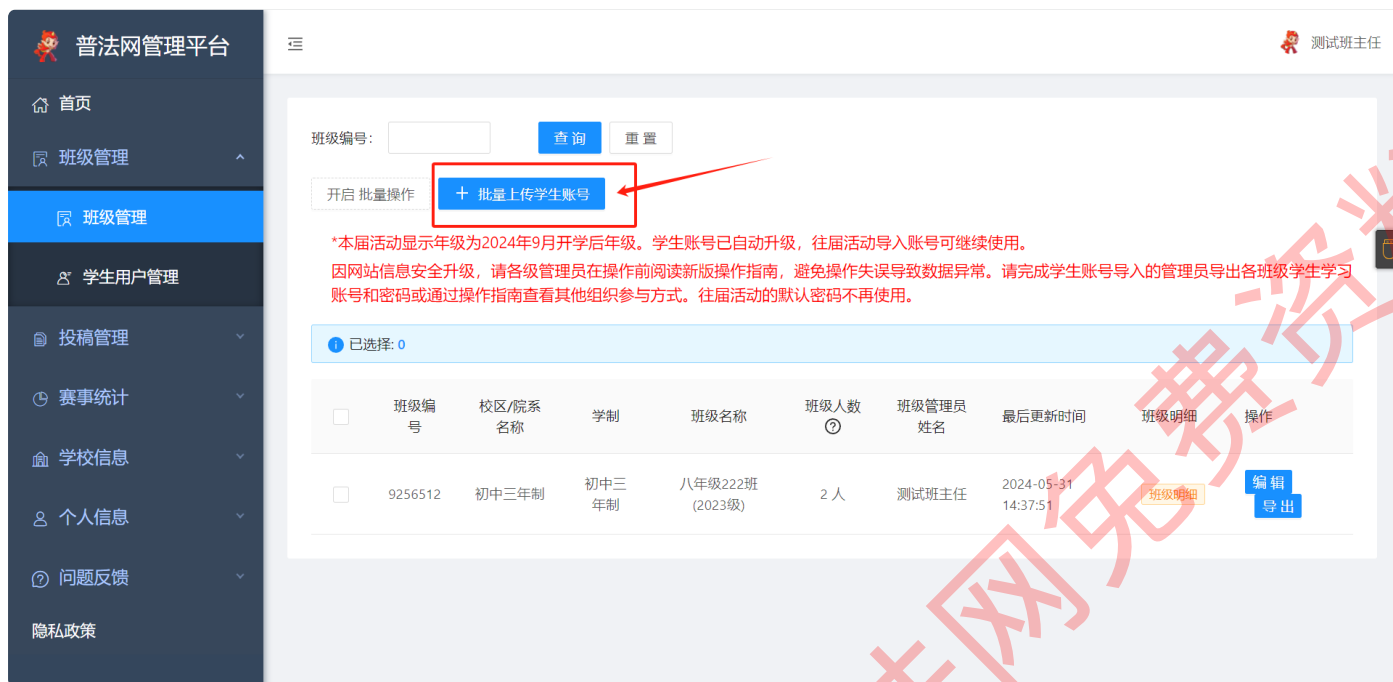 普法网管理平台
测试班主任
首页
班级管理
班级管理
学生用户管理
投稿管理
赛事统计
学校信息
个人信息
问题反馈
隐私政策
班级编号:
查 询
重 置
开启 批量操作
+ 批量上传学生账号
*本届活动显示年级为2024年9月开学后年级。学生账号已自动升级，往届活动导入账号可继续使用。
因网站信息安全升级，请各级管理员在操作前阅读新版操作指南，避免操作失误导致数据异常。请完成学生账号导入的管理员导出各班级学生学习
账号和密码或通过操作指南查看其他组织参与方式。往届活动的默认密码不再使用。
已选择: 0
班级编
号
校区/院系
名称
学制
班级名称
班级人数
班级管理员
姓名
最后更新时间
班级明细
操作
9256512
初中三年制
初中三
年制
八年级222班
(2023级)
2 人
测试班主任
2024-05-31
14:37:51
班级明细
编 辑
导 出
网免费资料